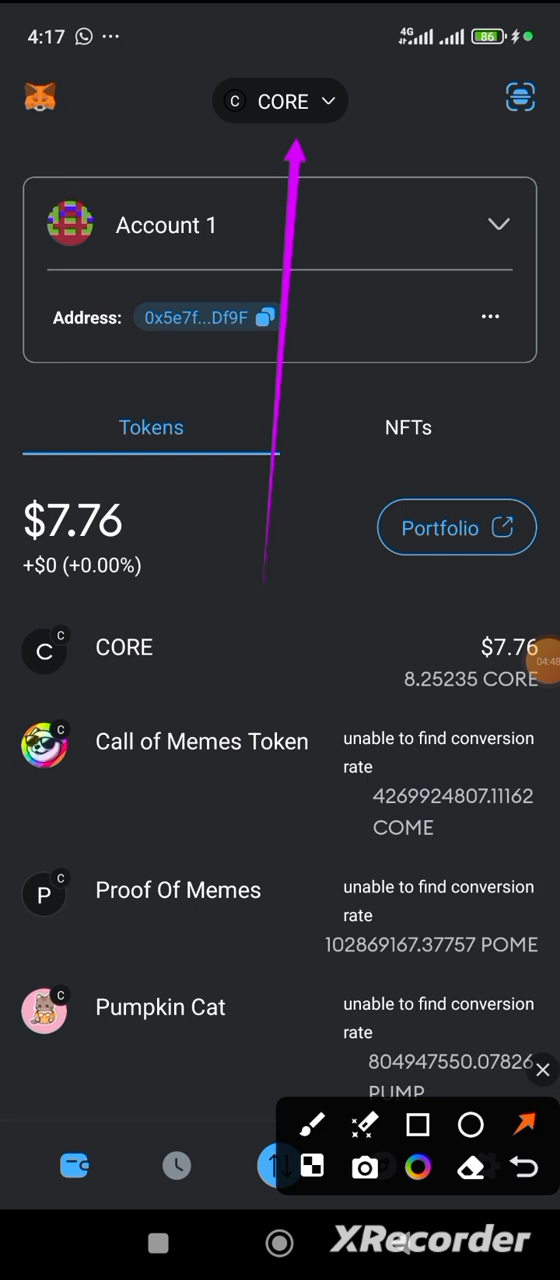 4:17
4G
86
C CORE
Account 1
Address: 0x5e7f...Df9F
Tokens NFTs
$7.76
Portfolio
+$0 (+0.00%)
C C CORE $7.76
04:48
8.25235 CORE
C Call of Memes Token unable to find conversion
rate
4269924807.11162
COME
P C Proof Of Memes unable to find conversion
rate
102869167.37757 POME
C Pumpkin Cat unable to find conversion
rate
804947550.07826
PUMP
XRecorder